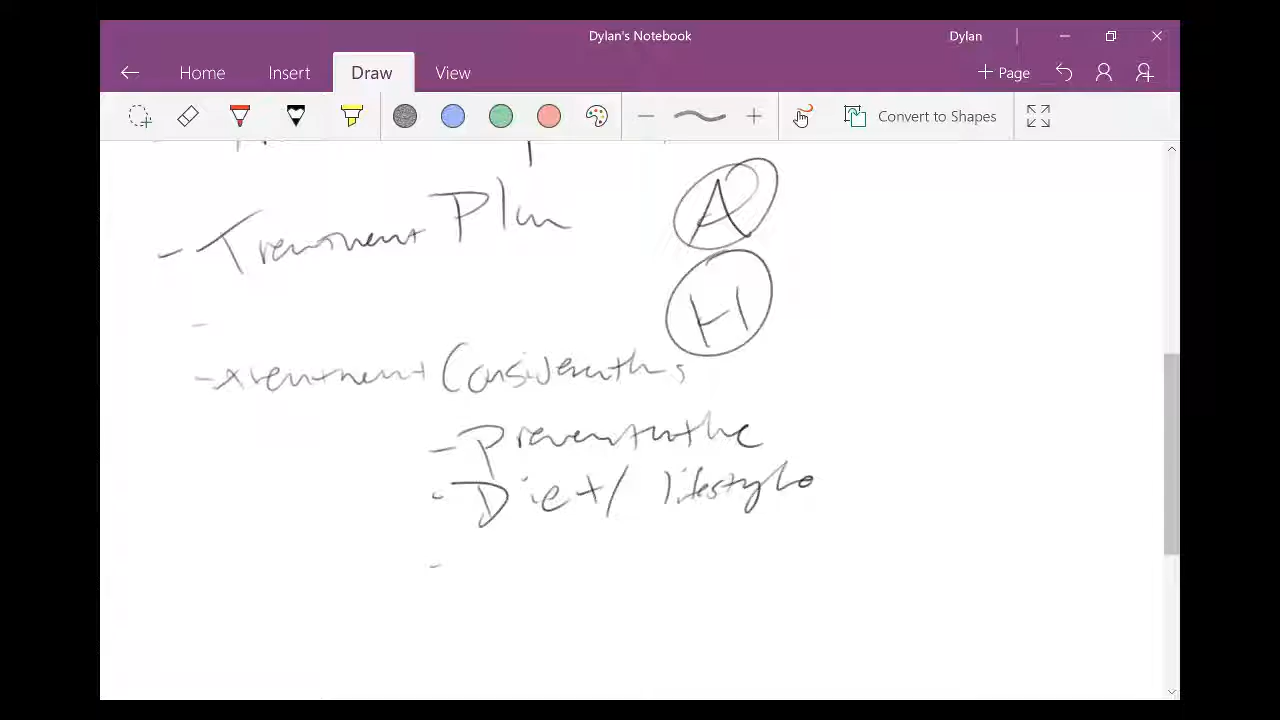 Dylan's Notebook
Dylan
Home Insert Draw View
Page
Convert to Shapes
- Treatment Plan
A
H
-
- treatment Considerations
- Preventative
- Diet/ lifestyle
-